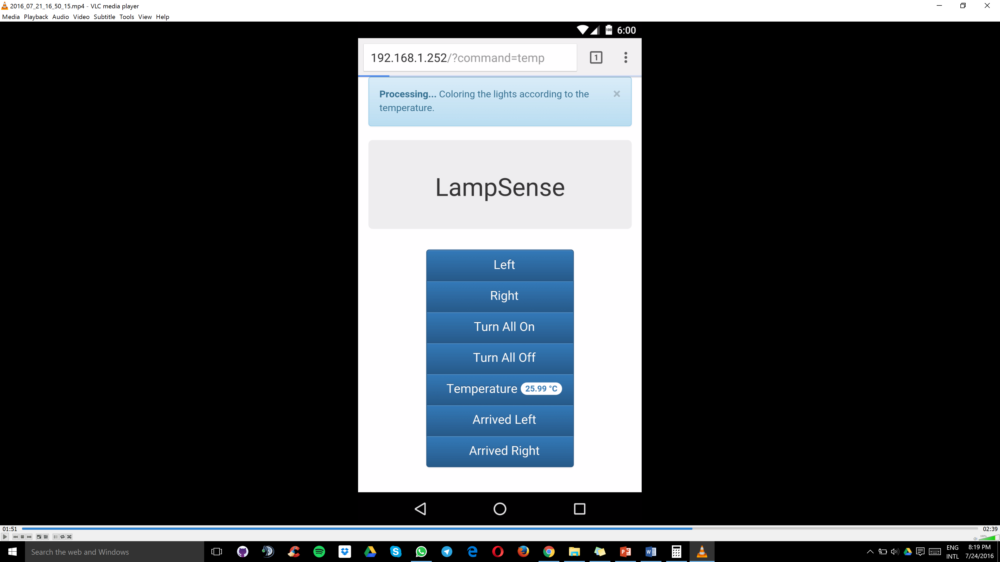 2016_07_21_16_50_15.mp4 - VLC media player
Media Playback Audio Video Subtitle Tools View Help
100 6:00
192.168.1.252/?command=temp 1
Processing... Coloring the lights according to the
temperature.
LampSense
Left
Right
Turn All On
Turn All Off
Temperature 25.99 °C
Arrived Left
Arrived Right
01:51 02:39
100%
Search the web and Windows
ENG 8:19 PM
INTL 7/24/2016